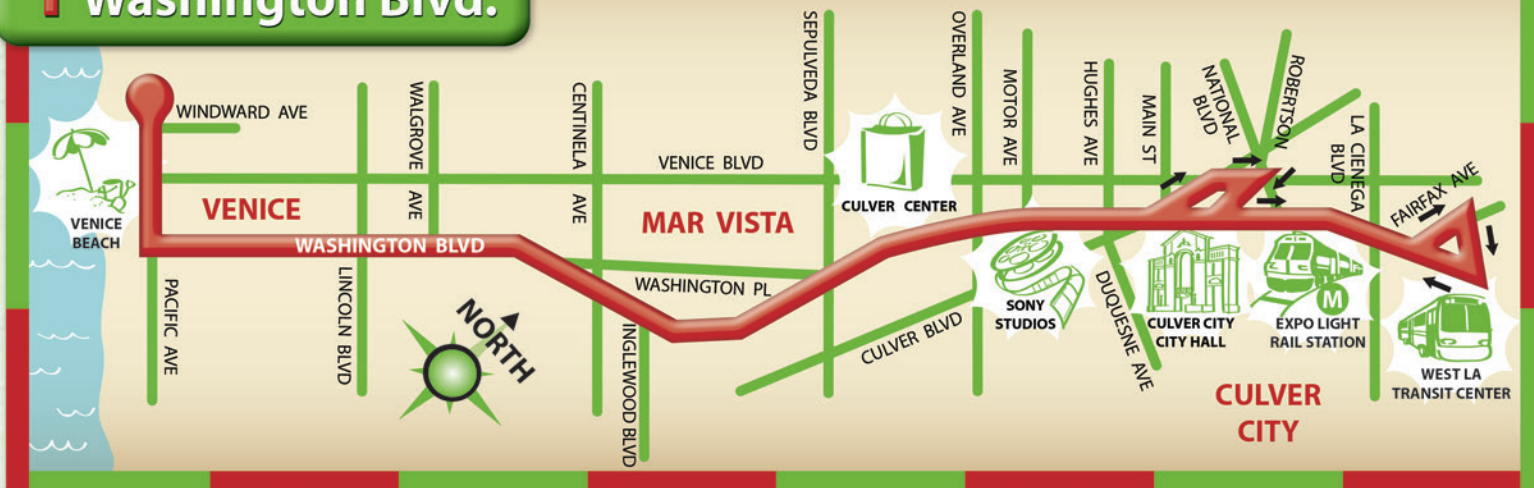 1 Washington Blvd.
WINDWARD AVE
VENICE
BEACH
VENICE
WASHINGTON BLVD
PACIFIC AVE
LINCOLN BLVD
WALGROVE
AVE
NORTH
CENTINELA
AVE
INGLEWOOD BLVD
VENICE BLVD
MAR VISTA
WASHINGTON PL
SEPULVEDA BLVD
CULVER CENTER
CULVER BLVD
OVERLAND AVE
MOTOR AVE
SONY
STUDIOS
HUGHES AVE
DUQUESNE AVE
MAIN ST
CULVER CITY
CITY HALL
NATIONAL
BLVD
ROBERTSON
M
EXPO LIGHT
RAIL STATION
LA CIENEGA
BLVD
FAIRFAX AVE
WEST LA
TRANSIT CENTER
CULVER
CITY